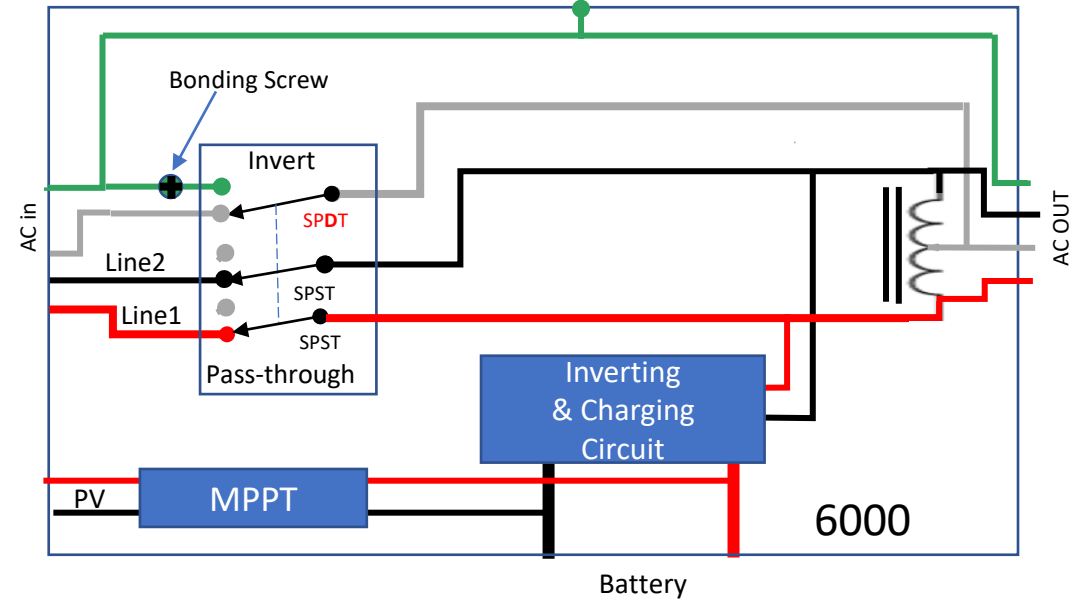 Bonding Screw
Invert
SPDT
AC in
Line2
SPST
Line1
SPST
Pass-through
AC OUT
Inverting
& Charging
Circuit
MPPT
PV
6000
Battery